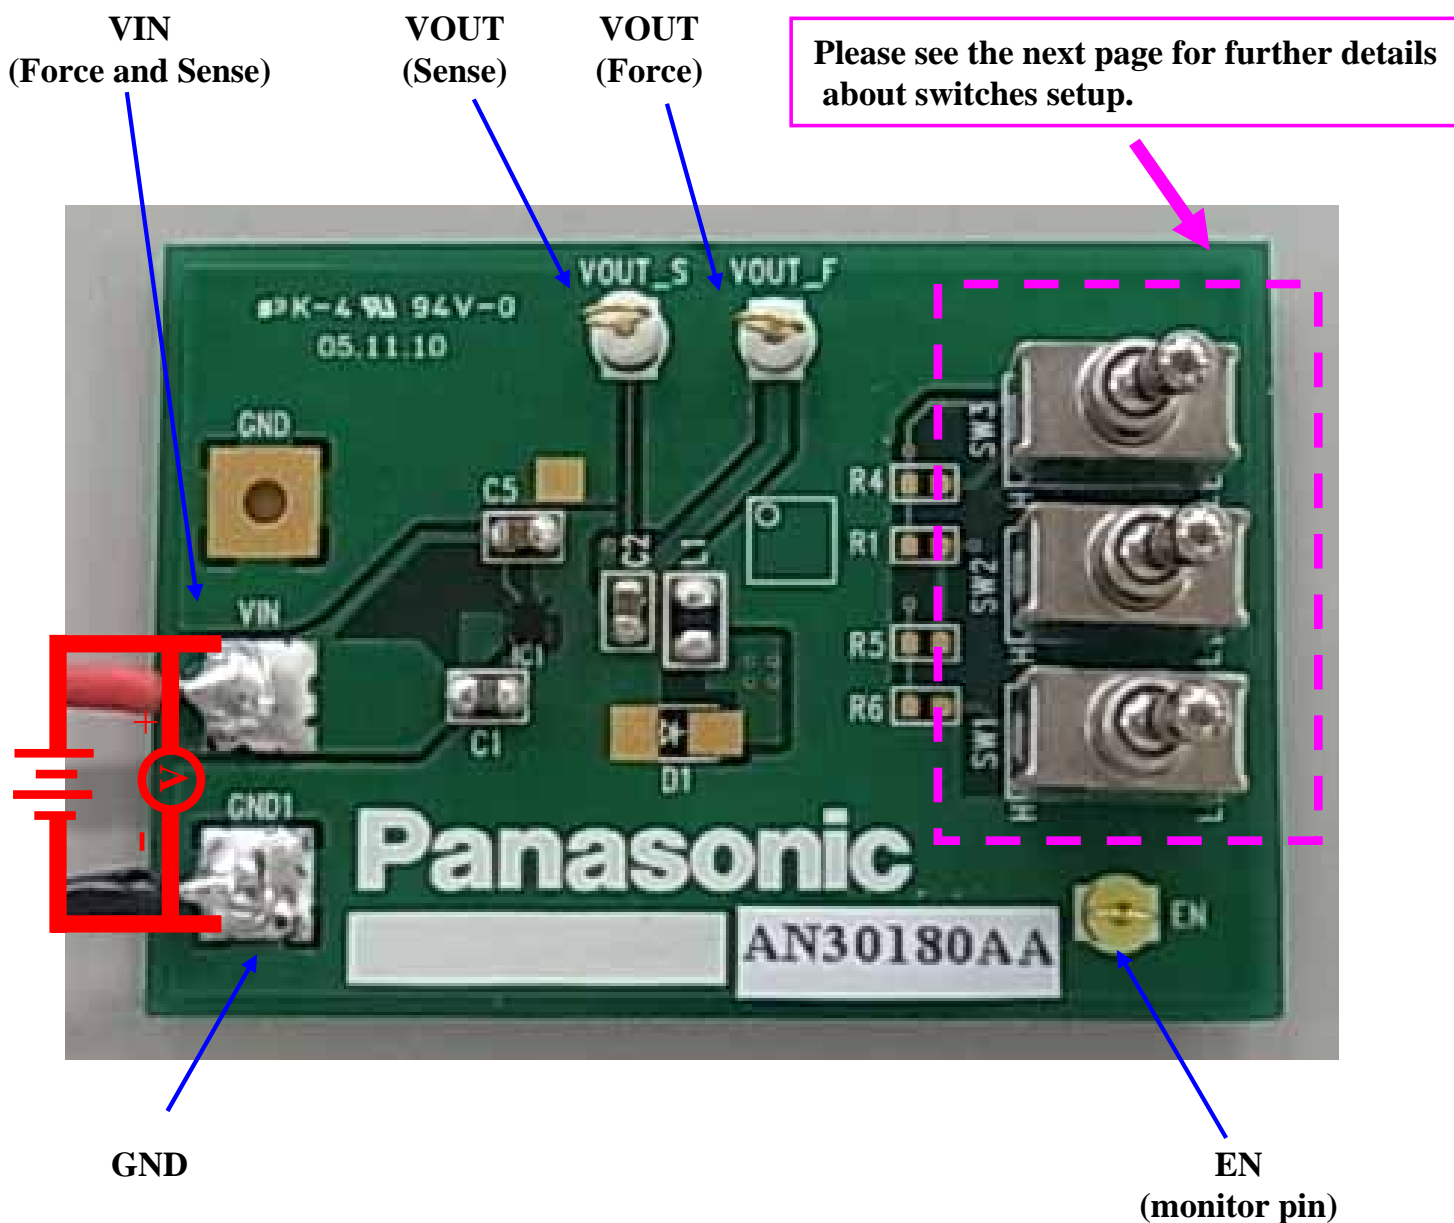 VIN
(Force and Sense)
VOUT
(Sense)
VOUT
(Force)
Please see the next page for further details
about switches setup.
VOUT_S
VOUT_F
K-4 94V-0
05.11.10
GND
C5
C2
L1
R4
R1
R5
R6
SW3
H
L
SW2
H
L
SW1
H
L
VIN
IC1
C1
D1
+
V
-
GND1
Panasonic
AN30180AA
EN
GND
EN
(monitor pin)